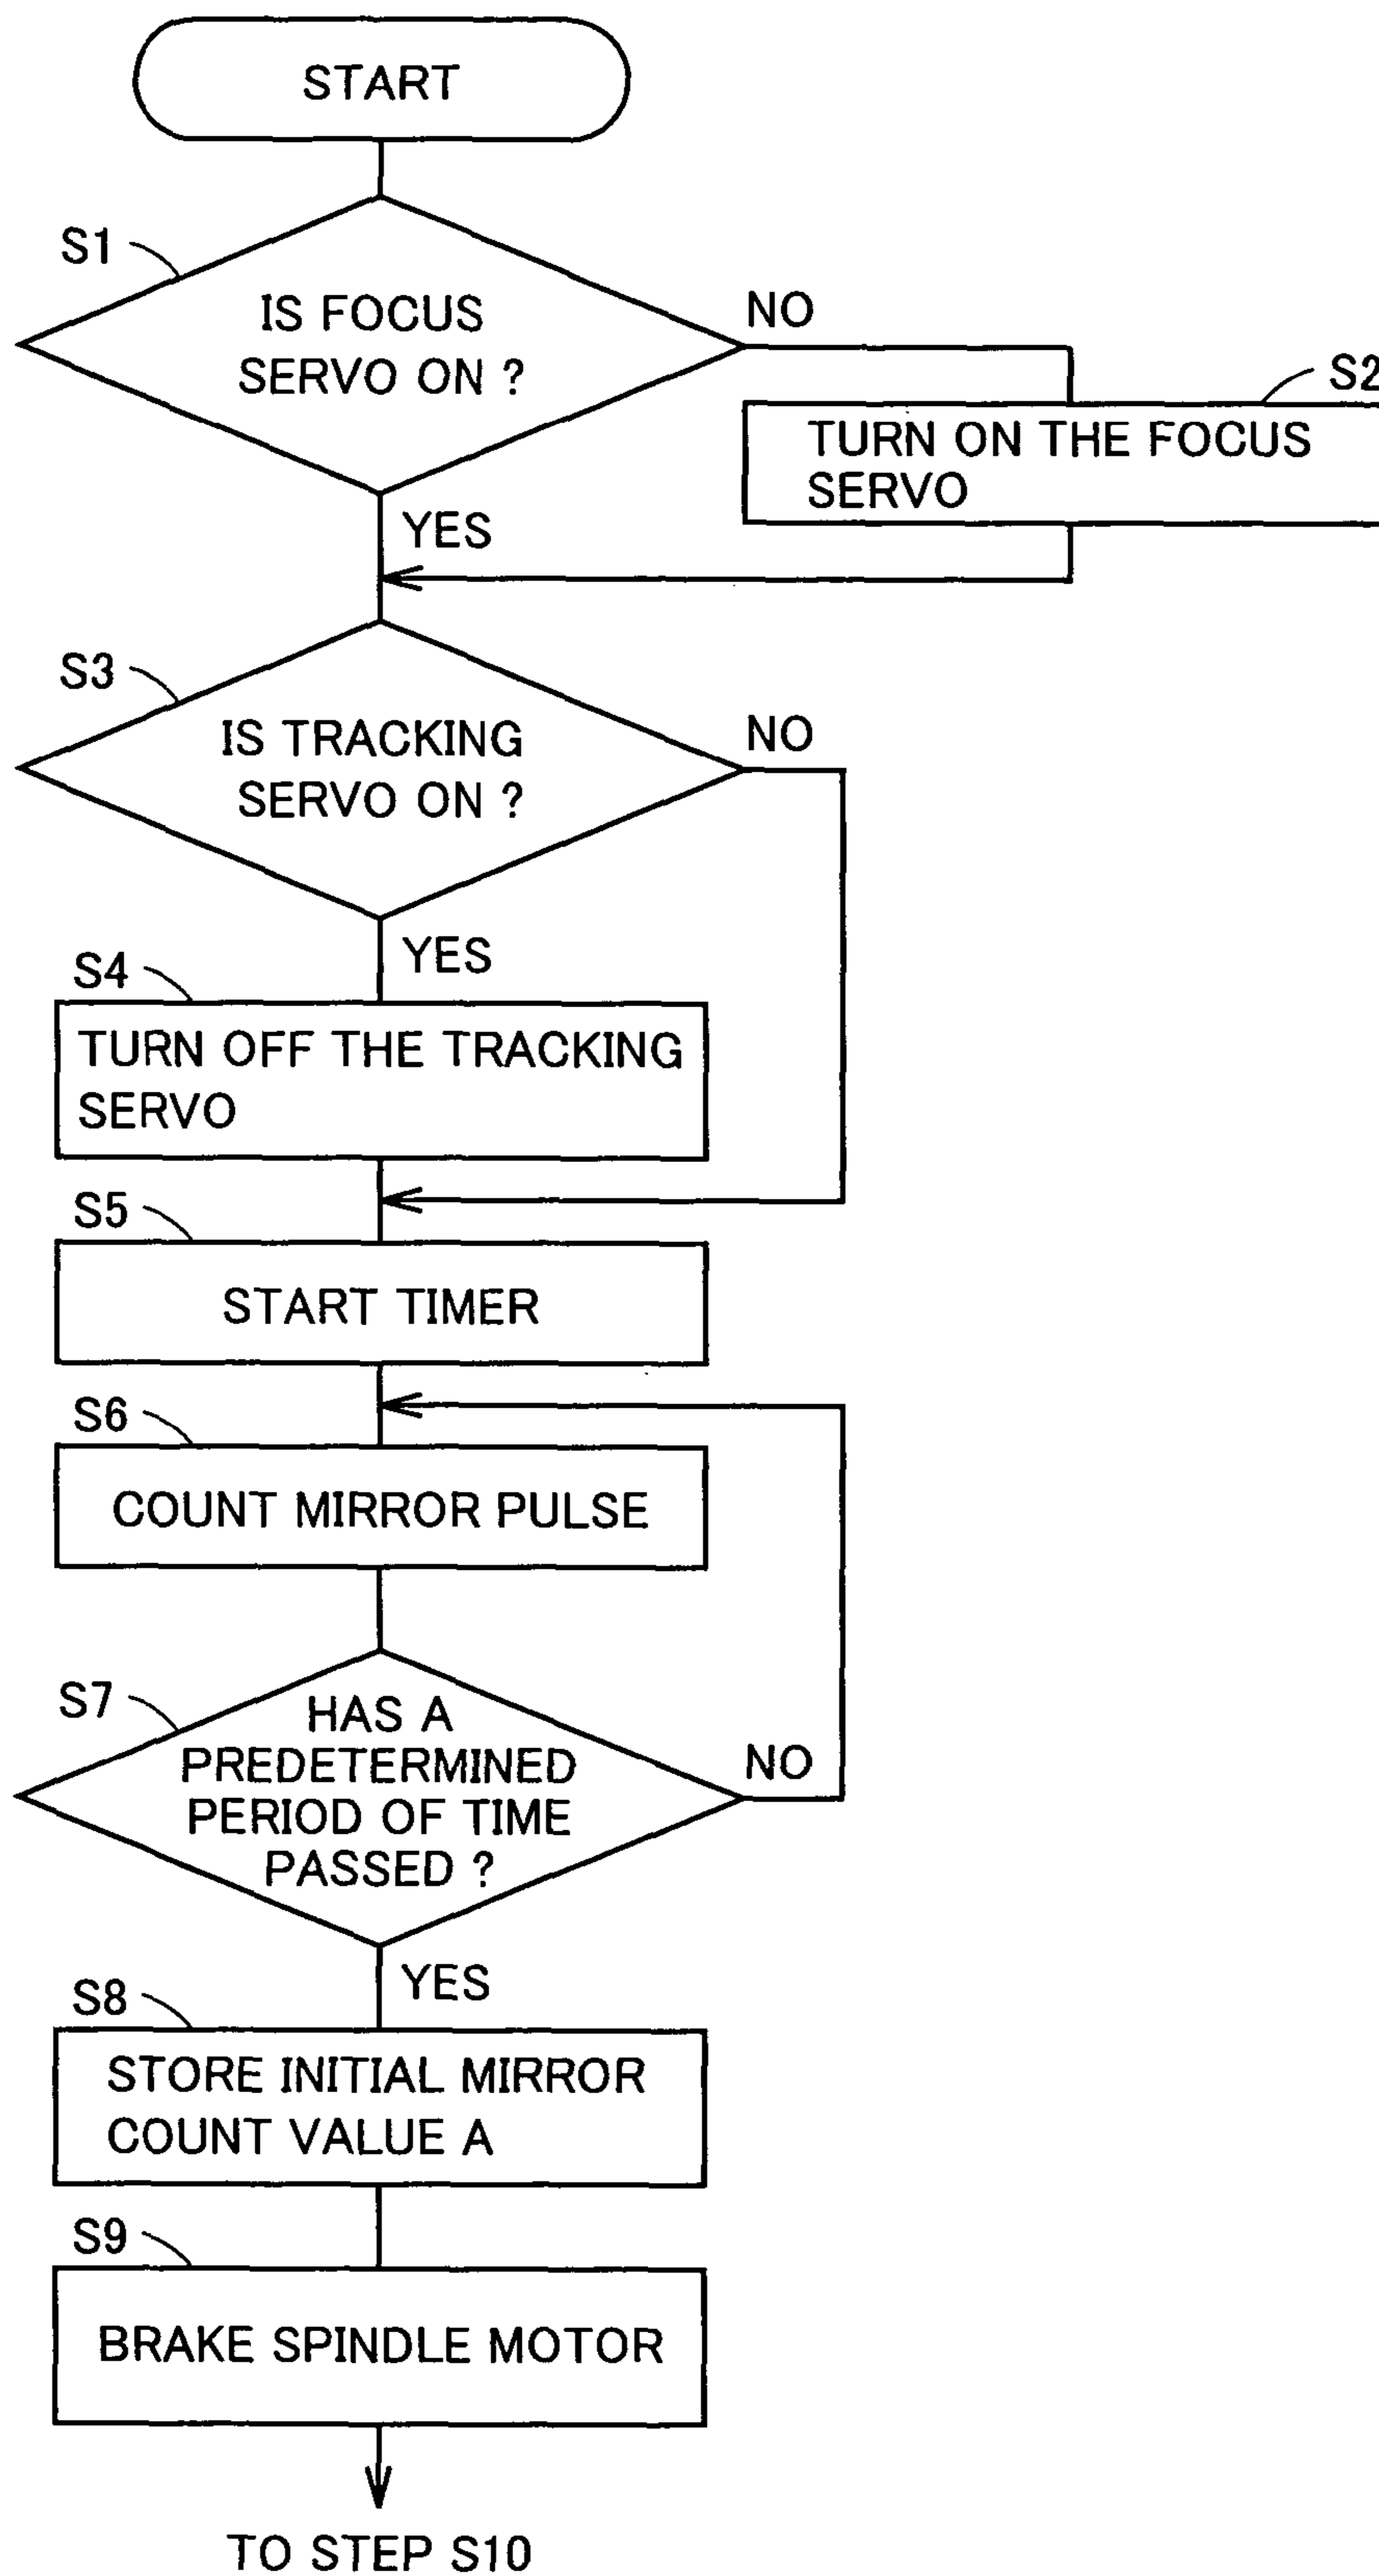 START
S1
IS FOCUS
SERVO ON ?
NO
S2
TURN ON THE FOCUS
SERVO
YES
S3
IS TRACKING
SERVO ON ?
NO
YES
S4
TURN OFF THE TRACKING
SERVO
S5
START TIMER
S6
COUNT MIRROR PULSE
S7
HAS A
PREDETERMINED
PERIOD OF TIME
PASSED ?
NO
YES
S8
STORE INITIAL MIRROR
COUNT VALUE A
S9
BRAKE SPINDLE MOTOR
TO STEP S10